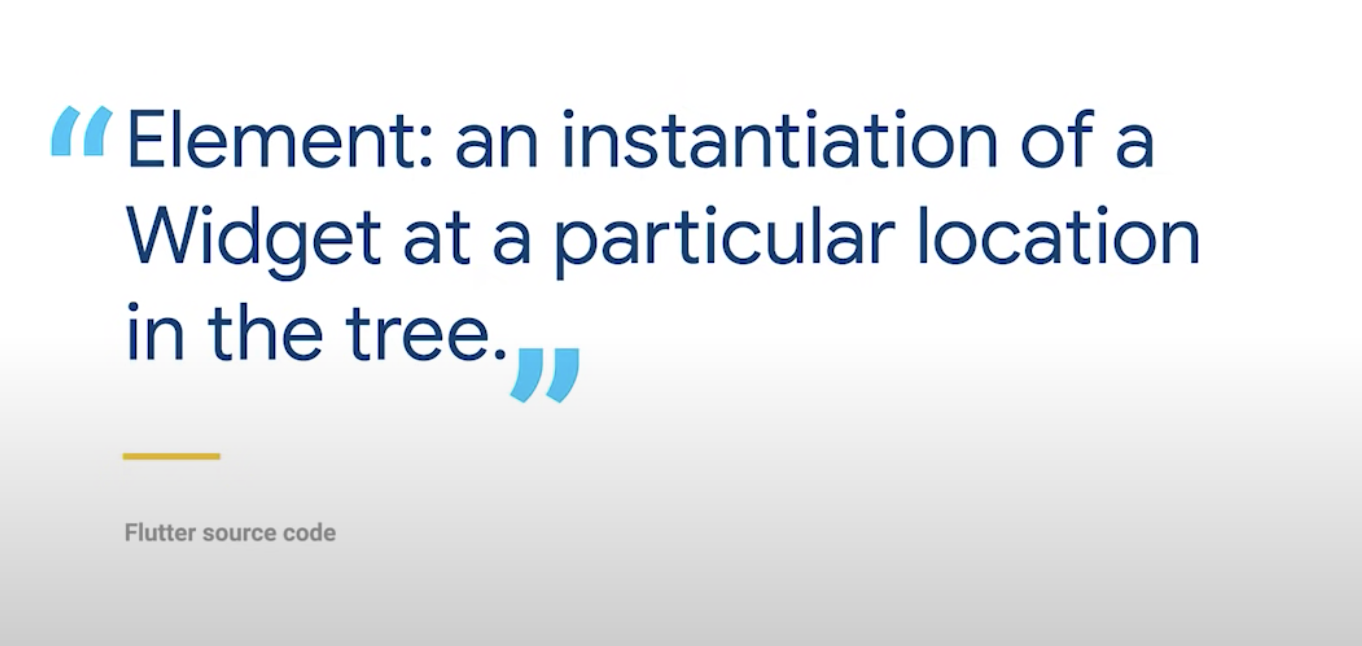 “Element: an instantiation of a
Widget at a particular location
in the tree.”
Flutter source code